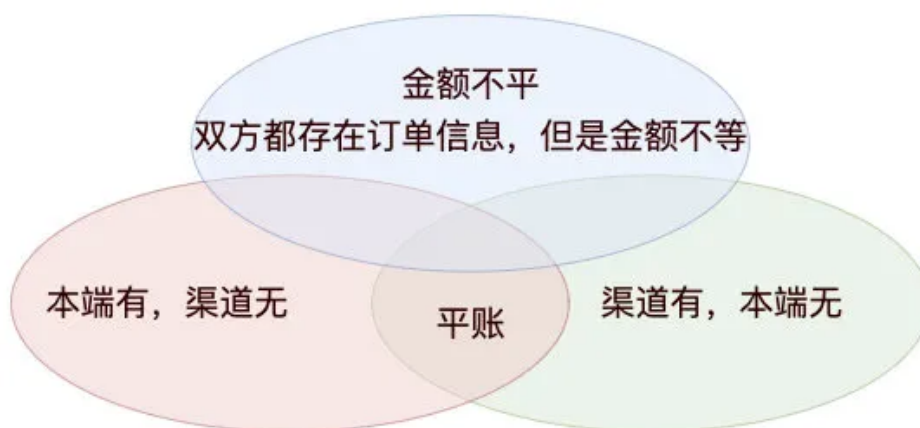 金额不平
双方都存在订单信息，但是金额不等
本端有，渠道无
渠道有，本端无
平账